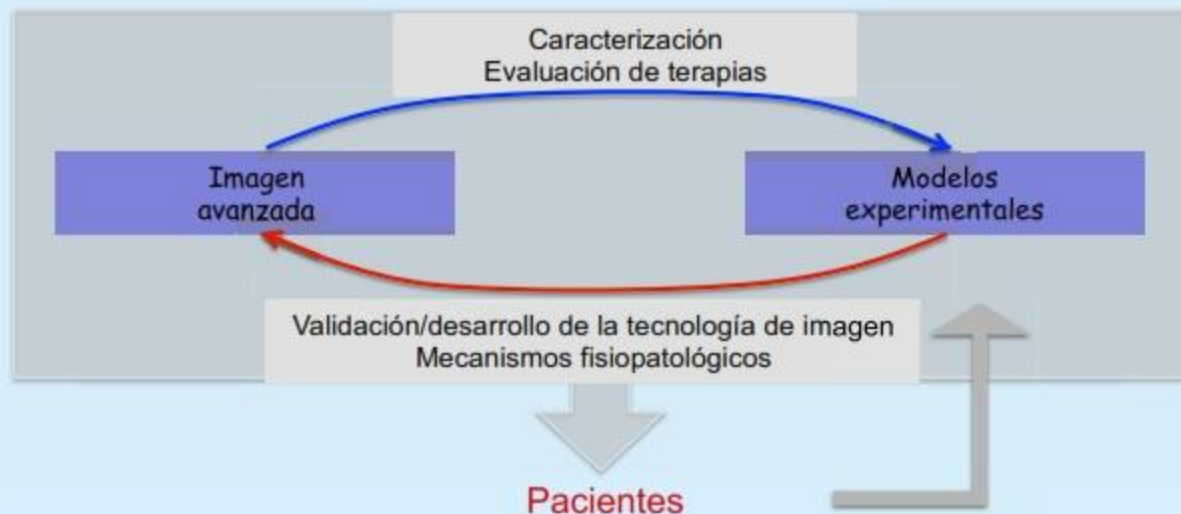 Caracterización
Evaluación de terapias
Imagen
avanzada
Modelos
experimentales
Validación/desarrollo de la tecnología de imagen
Mecanismos fisiopatológicos
Pacientes